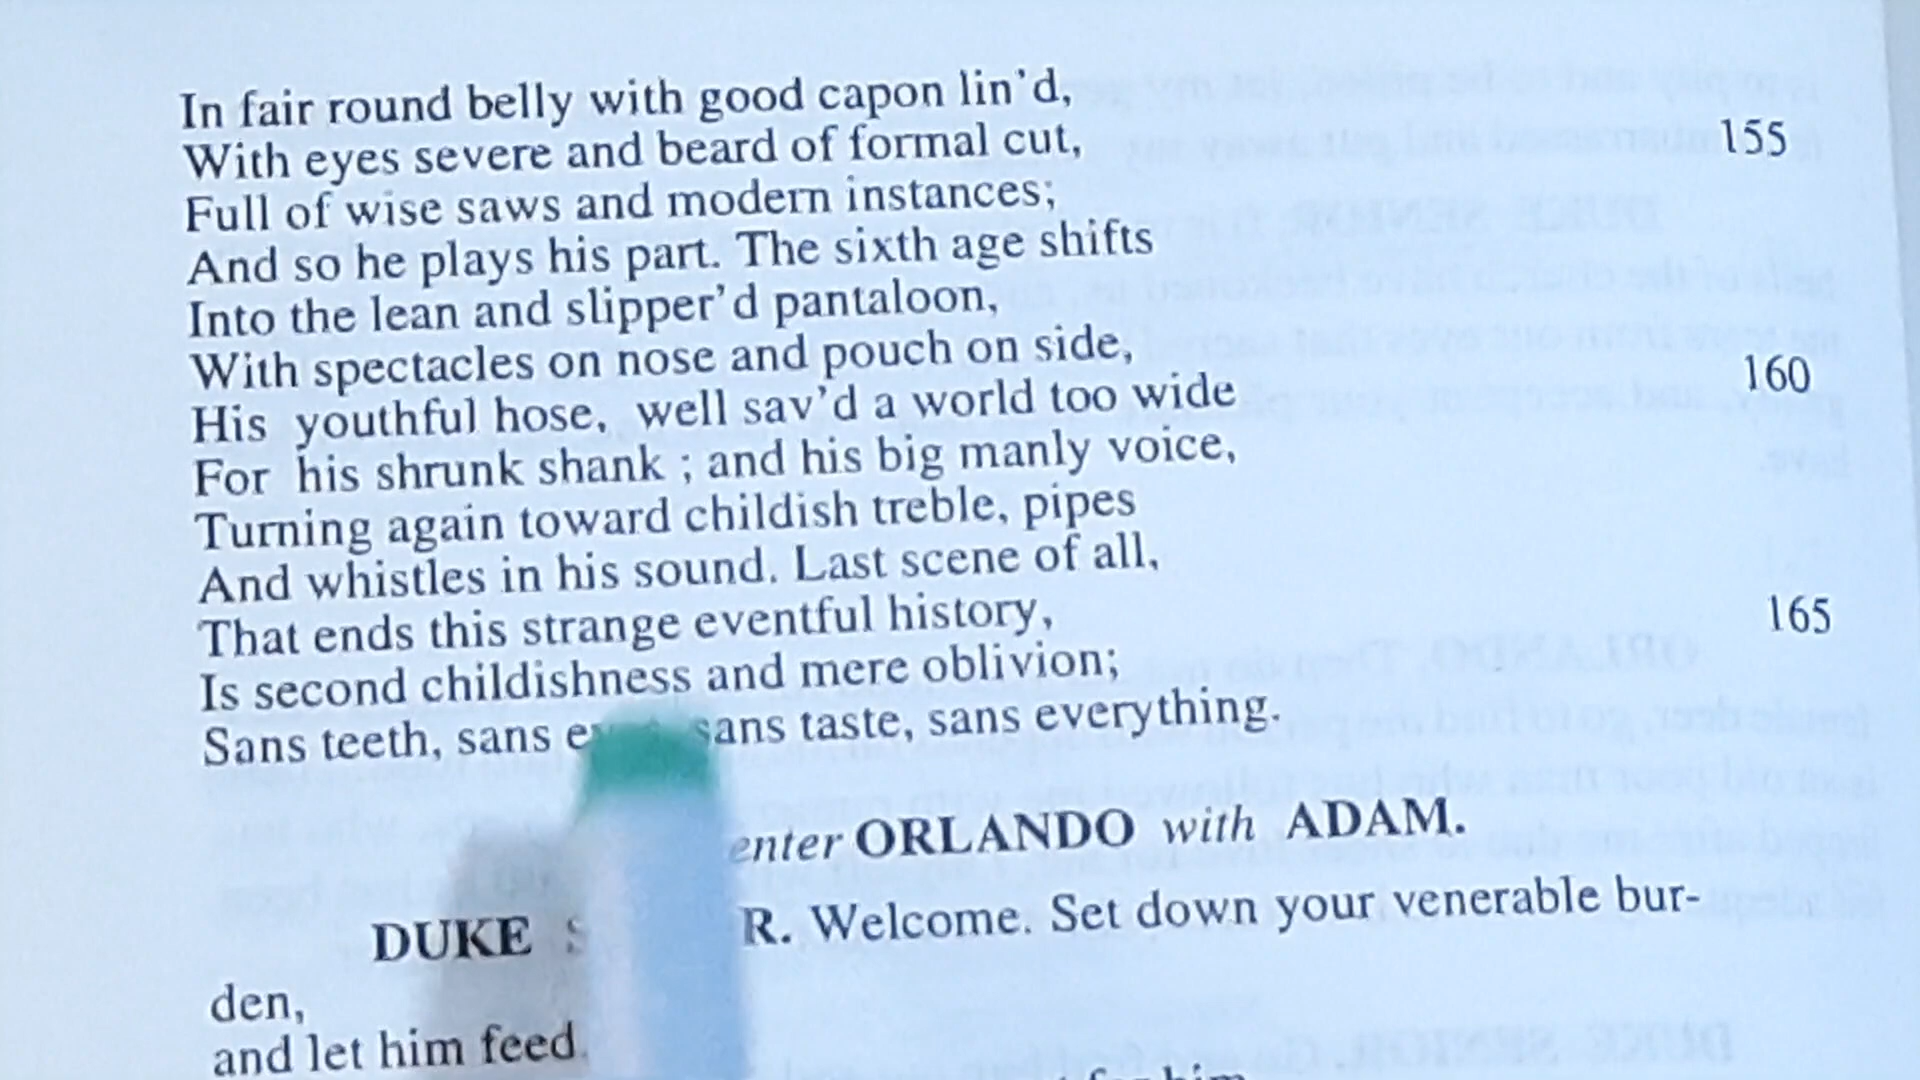 In fair round belly with good capon lin'd,
With eyes severe and beard of formal cut, 155
Full of wise saws and modern instances;
And so he plays his part. The sixth age shifts
Into the lean and slipper'd pantaloon,
With spectacles on nose and pouch on side,
His youthful hose, well sav'd a world too wide 160
For his shrunk shank ; and his big manly voice,
Turning again toward childish treble, pipes
And whistles in his sound. Last scene of all,
That ends this strange eventful history, 165
Is second childishness and mere oblivion;
Sans teeth, sans sans taste, sans everything.
enter ORLANDO with ADAM.
DUKE R. Welcome. Set down your venerable bur-
den,
and let him feed.
for him